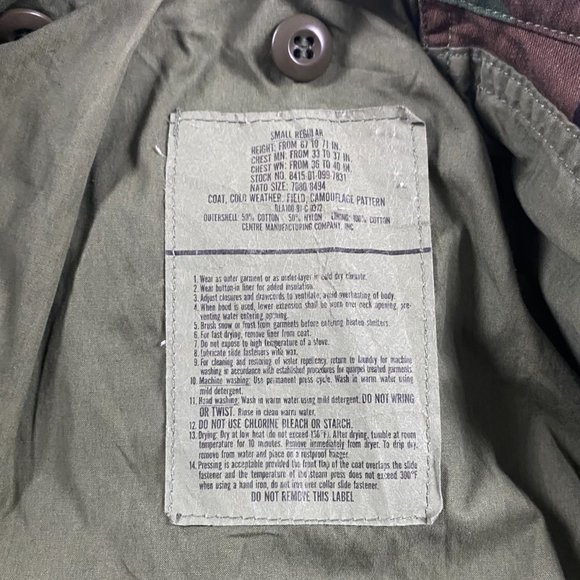 SMALL REGULAR
HEIGHT: FROM 67 TO 71 IN.
CHEST MN: FROM 33 TO 37 IN
CHEST WN: FROM 36 TO 40 IN.
STOCK NO. 8415-01-099-7831
NATO SIZE: 7080/9494
COAT, COLD WEATHER, FIELD, CAMOUFLAGE PATTERN
DLA100-91-C-0372
OUTERSHELL: 50% COTTON 50% NYLON LINING: 100% COTTON
CENTRE MANUFACTURING COMPANY, INC
1. Wear as outer garment or as under-layer in cold dry climate.
2. Wear button-in liner for added insulation.
3. Adjust closures and drawcords to ventilate; avoid overheating of body.
4. When hood is used, lower extension shall be worn over neck opening, pre-
venting water entering opening.
5. Brush snow or frost from garments before entering heated shelters.
6. For fast drying, remove liner from coat.
7. Do not expose to high temperature of a stove.
8. Lubricate slide fasteners with wax.
9. For cleaning and restoring of water repellency, return to laundry for machine
washing in accordance with established procedures for quarpel treated garments.
10. Machine washing: Use permanent press cycle. Wash in warm water using
mild detergent.
11. Hand washing: Wash in warm water using mild detergent. DO NOT WRING
OR TWIST. Rinse in clean warm water.
12. DO NOT USE CHLORINE BLEACH OR STARCH.
13. Drying: Dry at low heat (do not exceed 130°F). After drying, tumble at room
temperature for 10 minutes. Remove immediately from dryer. To drip dry,
remove from water and place on a rustproof hanger.
14. Pressing is acceptable provided the front flap of the coat overlaps the slide
fastener and the temperature of the steam press does not exceed 300°F
when using a hand iron, do not iron over collar slide fastener.
DO NOT REMOVE THIS LABEL